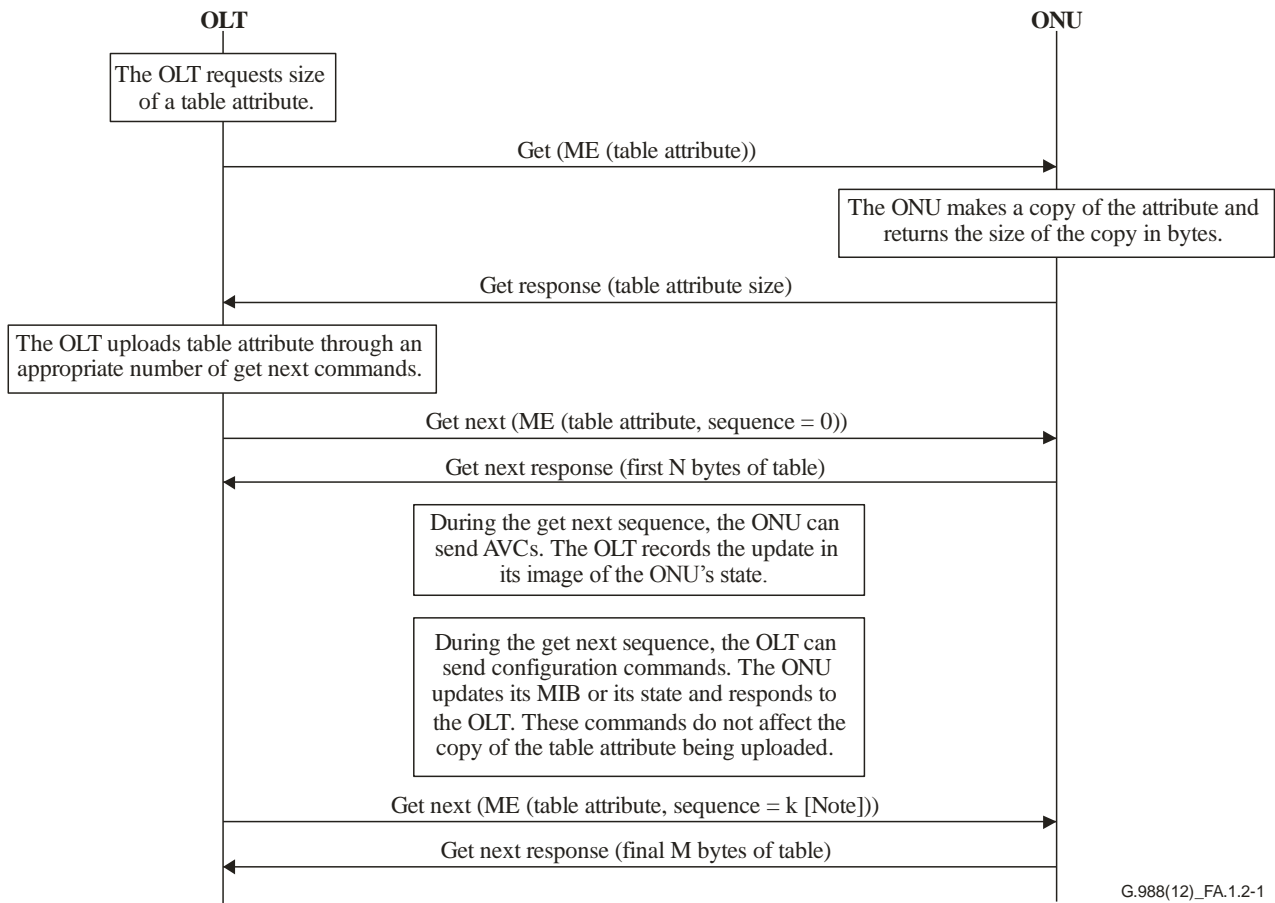 OLT
ONU
The OLT requests size
of a table attribute.
Get (ME (table attribute))
The ONU makes a copy of the attribute and
returns the size of the copy in bytes.
Get response (table attribute size)
The OLT uploads table attribute through an
appropriate number of get next commands.
Get next (ME (table attribute, sequence = 0))
Get next response (first N bytes of table)
During the get next sequence, the ONU can
send AVCs. The OLT records the update in
its image of the ONU's state.
During the get next sequence, the OLT can
send configuration commands. The ONU
updates its MIB or its state and responds to
the OLT. These commands do not affect the
copy of the table attribute being uploaded.
Get next (ME (table attribute, sequence = k [Note]))
Get next response (final M bytes of table)
G.988(12)_FA.1.2-1